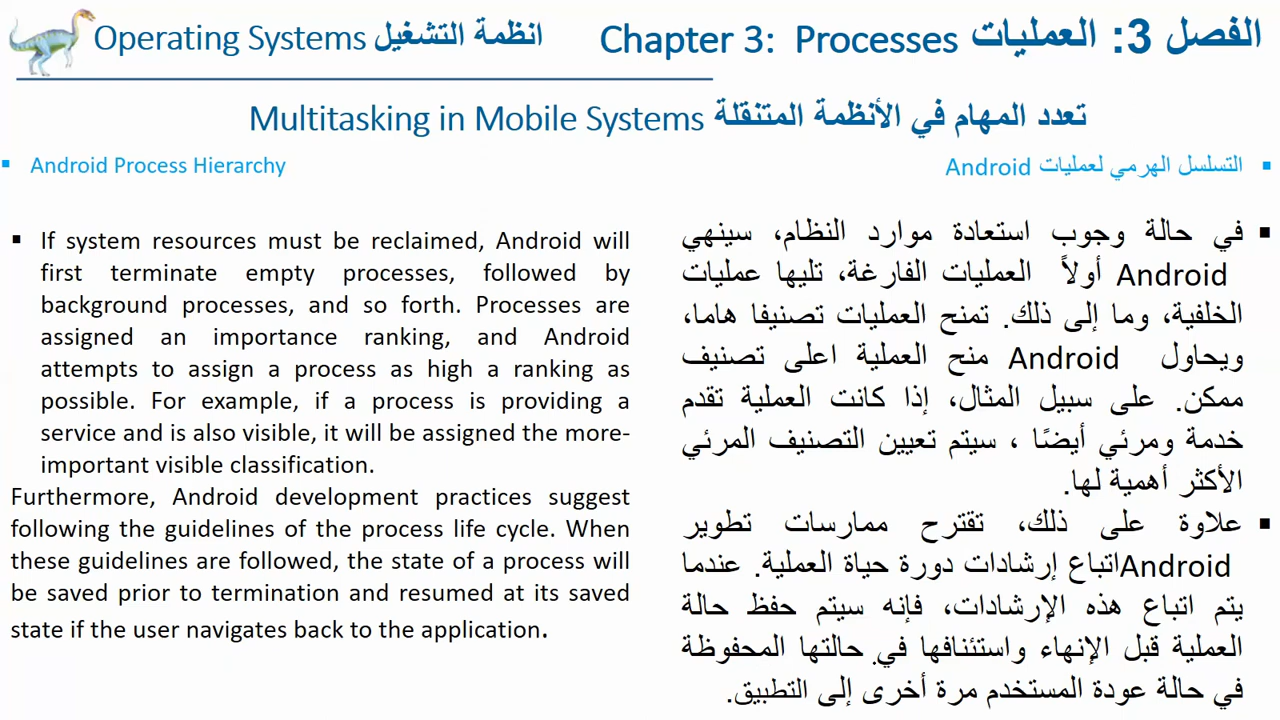 Operating Systems انظمة التشغيل
Chapter 3: Processes الفصل 3: العمليات
Multitasking in Mobile Systems تعدد المهام في الأنظمة المتنقلة
▪ Android Process Hierarchy
▪ If system resources must be reclaimed, Android will
first terminate empty processes, followed by
background processes, and so forth. Processes are
assigned an importance ranking, and Android
attempts to assign a process as high a ranking as
possible. For example, if a process is providing a
service and is also visible, it will be assigned the more-
important visible classification.
Furthermore, Android development practices suggest
following the guidelines of the process life cycle. When
these guidelines are followed, the state of a process will
be saved prior to termination and resumed at its saved
state if the user navigates back to the application.
▪ التسلسل الهرمي لعمليات Android
▪ في حالة وجوب استعادة موارد النظام، سينهي
Android أولاً العمليات الفارغة، تليها عمليات
الخلفية، وما إلى ذلك. تمنح العمليات تصنيفا هاما،
ويحاول Android منح العملية اعلى تصنيف
ممكن. على سبيل المثال، إذا كانت العملية تقدم
خدمة ومرئي أيضًا ، سيتم تعيين التصنيف المرئي
الأكثر أهمية لها.
▪ علاوة على ذلك، تقترح ممارسات تطوير
Androidاتباع إرشادات دورة حياة العملية. عندما
يتم اتباع هذه الإرشادات، فإنه سيتم حفظ حالة
العملية قبل الإنهاء واستئنافها في حالتها المحفوظة
في حالة عودة المستخدم مرة أخرى إلى التطبيق.